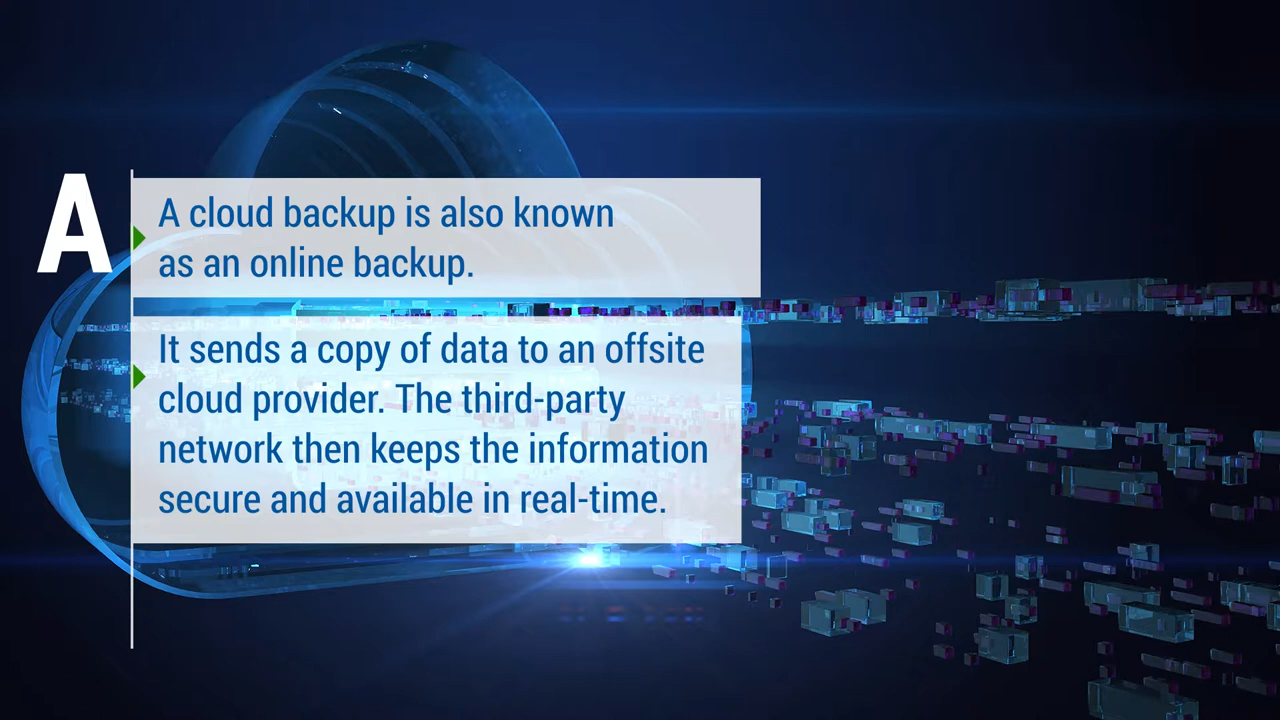 A
A cloud backup is also known
as an online backup.
It sends a copy of data to an offsite
cloud provider. The third-party
network then keeps the information
secure and available in real-time.